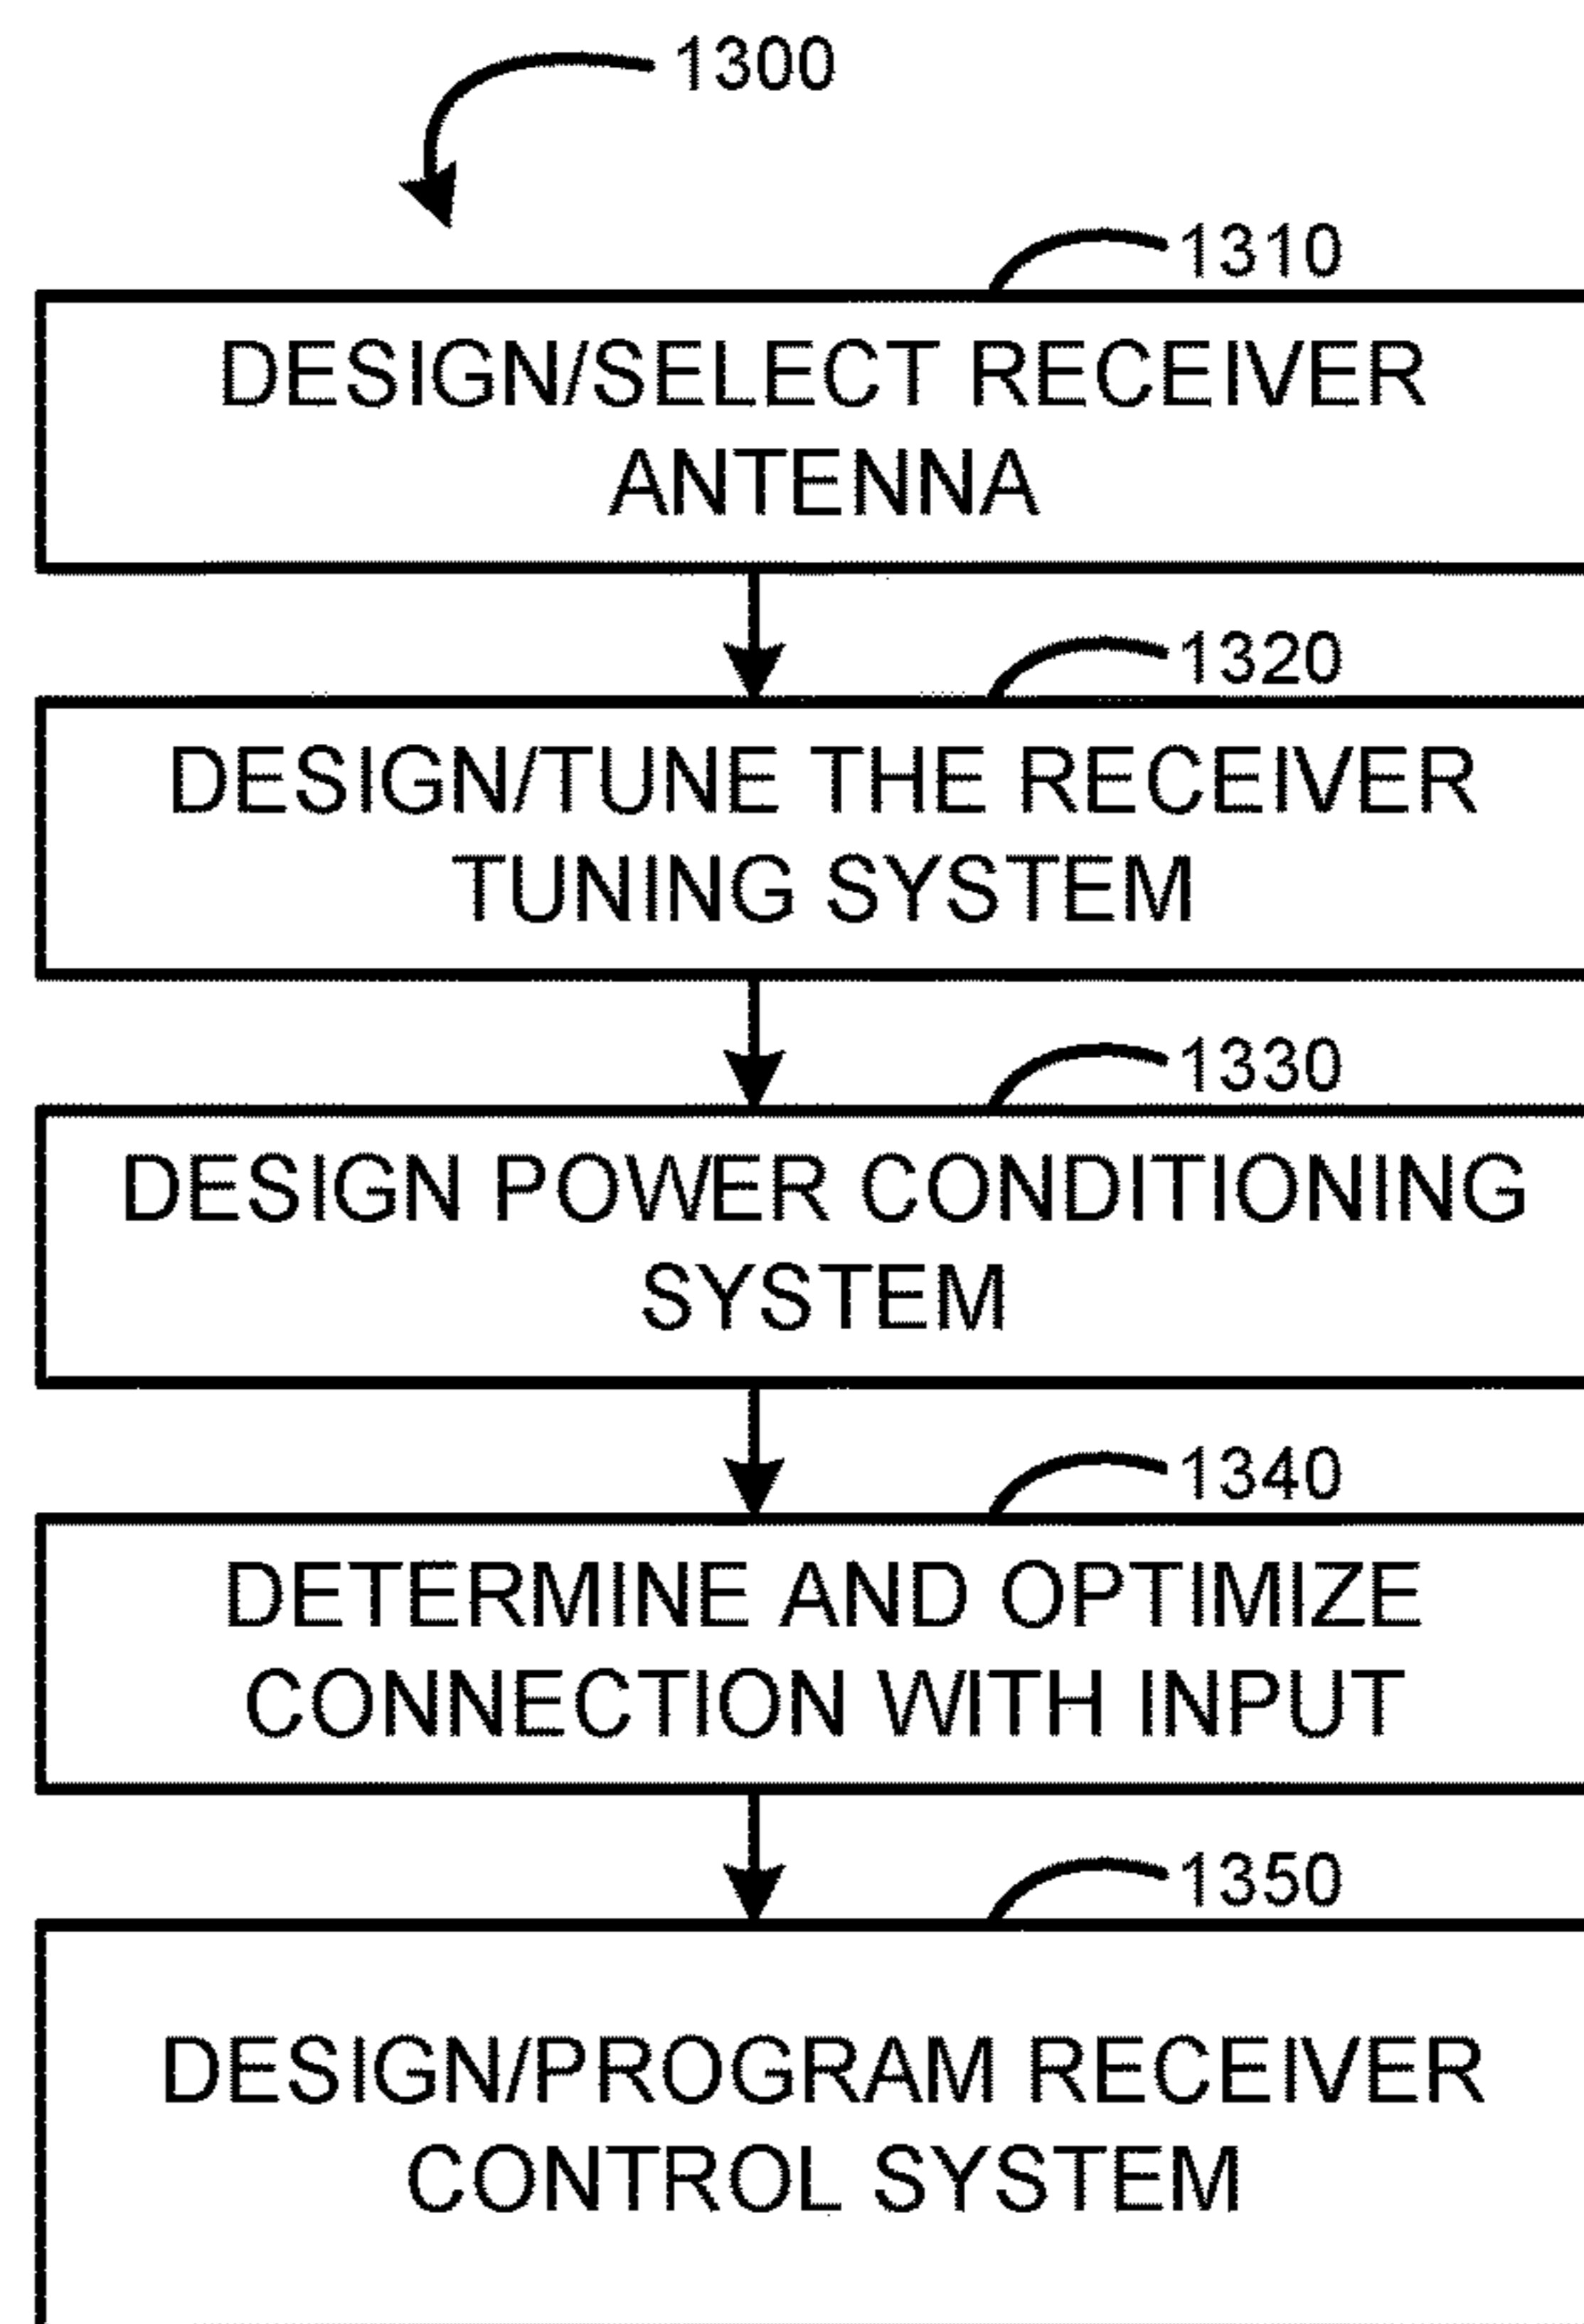 1300
1310
DESIGN/SELECT RECEIVER
ANTENNA
1320
DESIGN/TUNE THE RECEIVER
TUNING SYSTEM
1330
DESIGN POWER CONDITIONING
SYSTEM
1340
DETERMINE AND OPTIMIZE
CONNECTION WITH INPUT
1350
DESIGN/PROGRAM RECEIVER
CONTROL SYSTEM